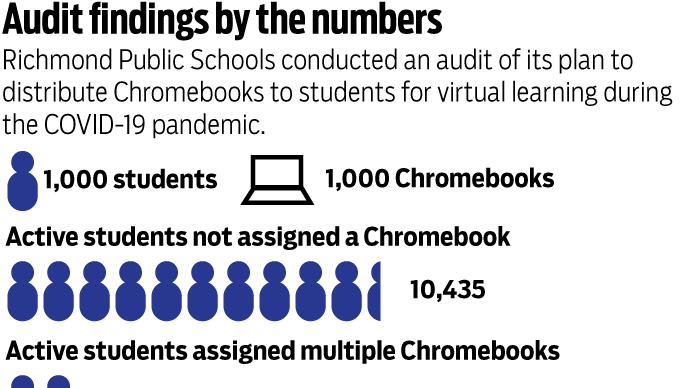 Audit findings by the numbers
Richmond Public Schools conducted an audit of its plan to
distribute Chromebooks to students for virtual learning during
the COVID-19 pandemic.
1,000 students
1,000 Chromebooks
Active students not assigned a Chromebook
10,435
Active students assigned multiple Chromebooks